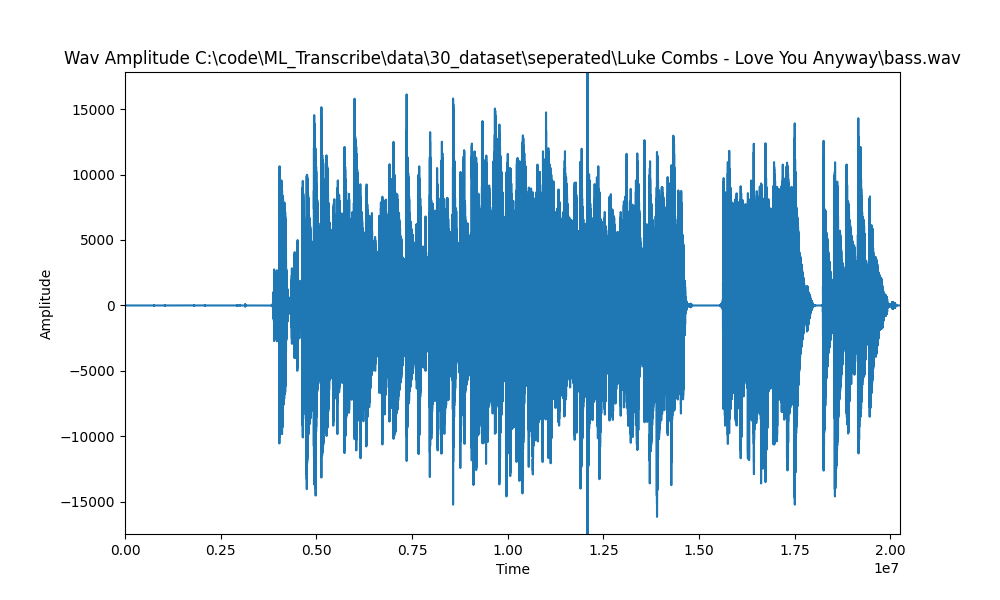 Wav Amplitude C:\code\ML_Transcribe\data\30_dataset\seperated\Luke Combs - Love You Anyway\bass.wav
15000
10000
5000
0
−5000
−10000
−15000
Amplitude
0.00 0.25 0.50 0.75 1.00 1.25 1.50 1.75 2.00
1e7
Time